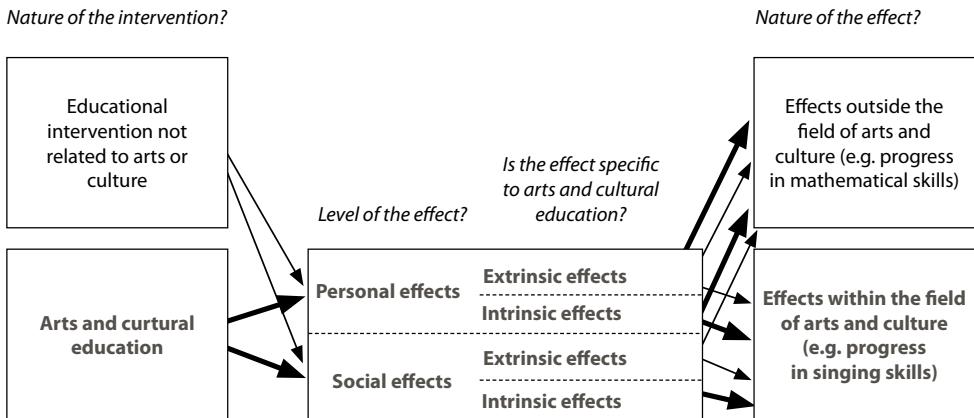 Nature of the intervention?
Nature of the effect?
Educational
intervention not
related to arts or
culture
Effects outside the
field of arts and
culture (e.g. progress
in mathematical skills)
Is the effect specific
to arts and cultural
education?
Level of the effect?
Arts and curtural
education
Personal effects
Extrinsic effects
Intrinsic effects
Social effects
Extrinsic effects
Intrinsic effects
Effects within the field
of arts and culture
(e.g. progress
in singing skills)